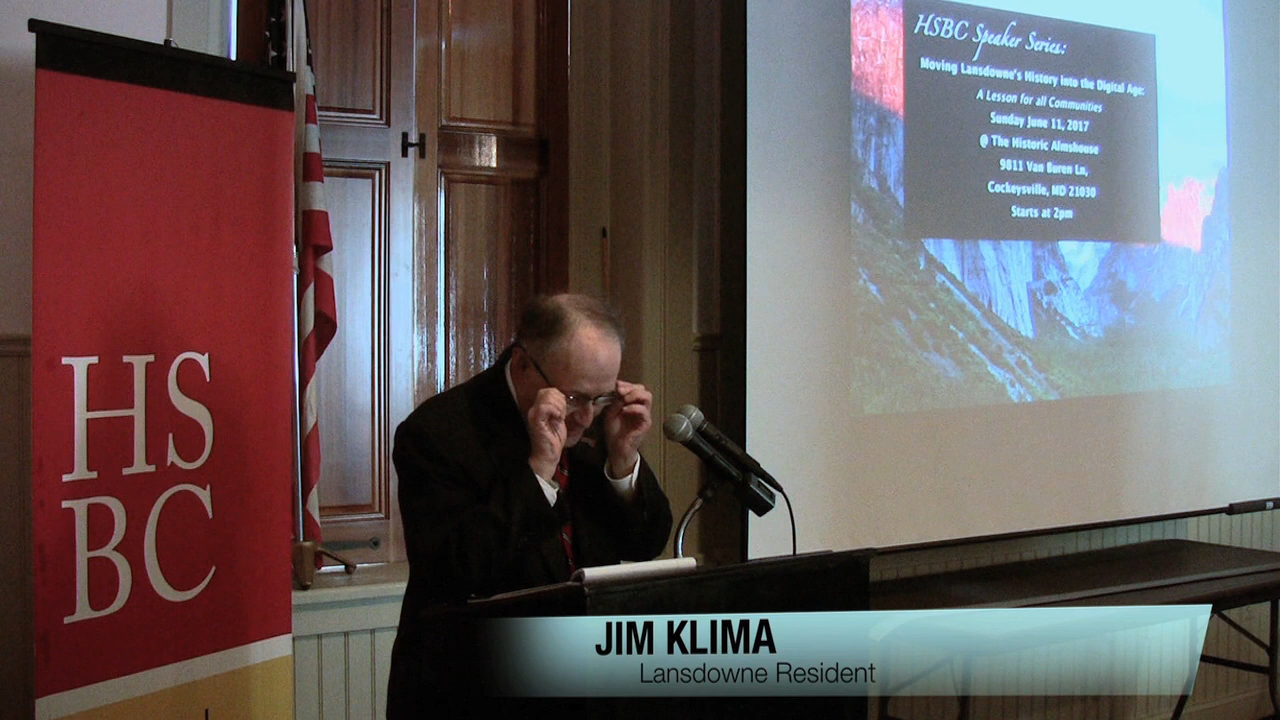 HS
BC
HSBC Speaker Series:
Moving Lansdowne's History into the Digital Age:
A Lesson for all Communities
Sunday June 11, 2017
@ The Historic Almshouse
9811 Van Buren Ln,
Cockeysville, MD 21030
Starts at 2pm
JIM KLIMA
Lansdowne Resident